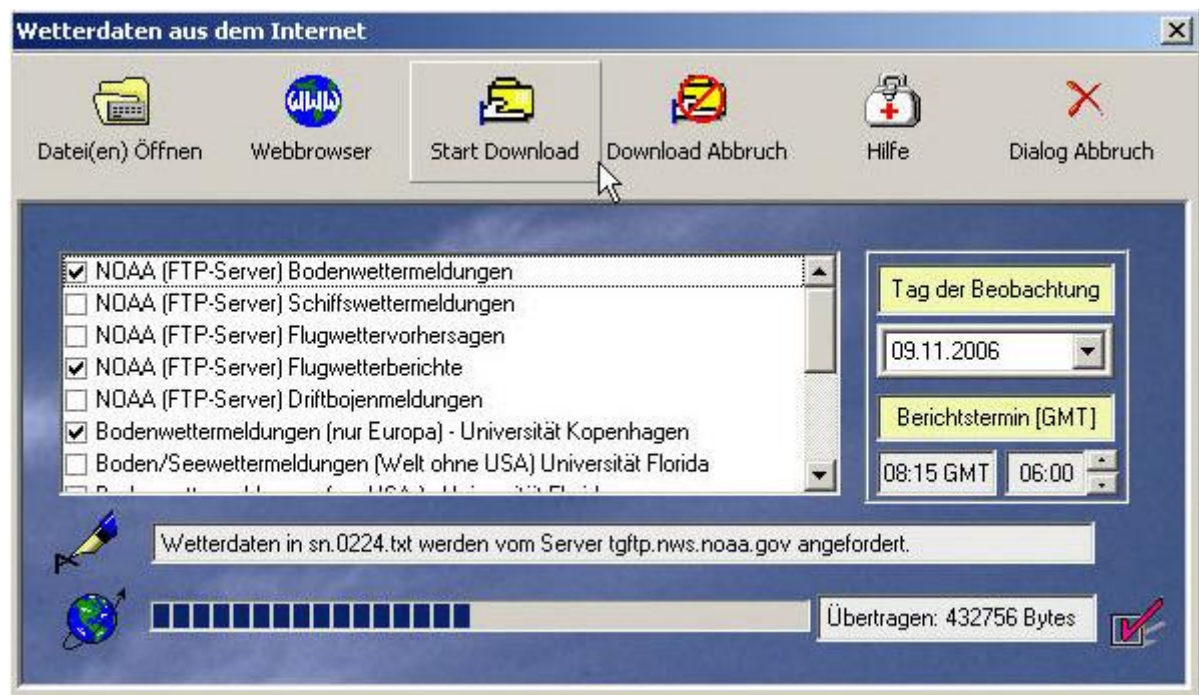 Wetterdaten aus dem Internet
Datei(en) Öffnen
Webbrowser
Start Download
Download Abbruch
Hilfe
Dialog Abbruch
NOAA (FTP-Server) Bodenwettermeldungen
NOAA (FTP-Server) Schiffswettermeldungen
NOAA (FTP-Server) Flugwettervorhersagen
NOAA (FTP-Server) Flugwetterberichte
NOAA (FTP-Server) Driftbojenmeldungen
Bodenwettermeldungen (nur Europa) - Universität Kopenhagen
Boden/Seewettermeldungen (Welt ohne USA) Universität Florida
Tag der Beobachtung
09.11.2006
Berichtstermin [GMT]
08:15 GMT
06:00
Wetterdaten in sn.0224.txt werden vom Server tgftp.nws.noaa.gov angefordert.
Übertragen: 432756 Bytes